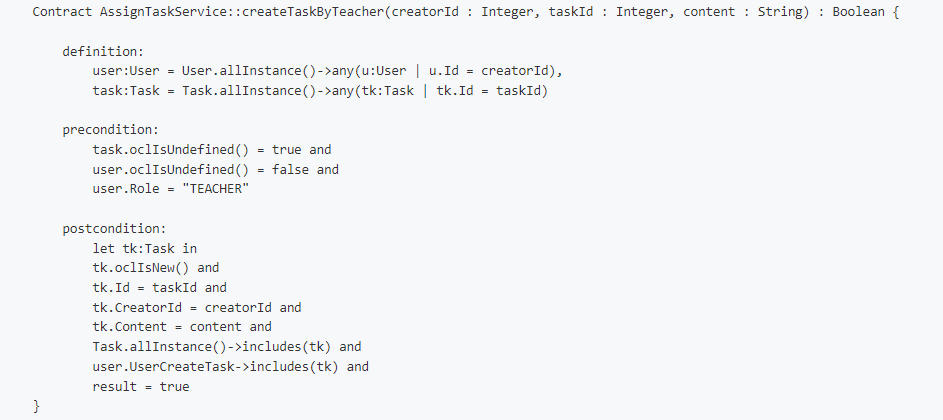 Contract AssignTaskService::createTaskByTeacher(creatorId : Integer, taskId : Integer, content : String) : Boolean {
definition:
user:User = User.allInstance()->any(u:User | u.Id = creatorId),
task:Task = Task.allInstance()->any(tk:Task | tk.Id = taskId)
precondition:
task.oclIsUndefined() = true and
user.oclIsUndefined() = false and
user.Role = "TEACHER"
postcondition:
let tk:Task in
tk.oclIsNew() and
tk.Id = taskId and
tk.CreatorId = creatorId and
tk.Content = content and
Task.allInstance()->includes(tk) and
user.UserCreateTask->includes(tk) and
result = true
}